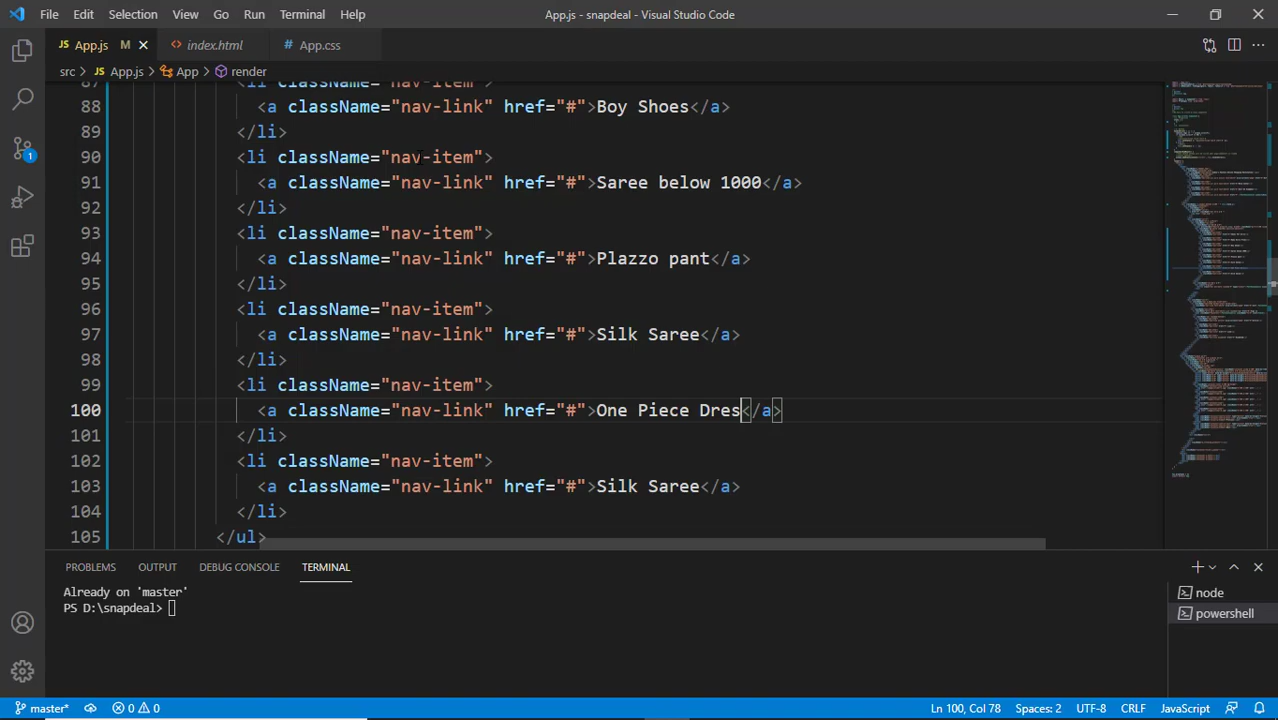 File Edit Selection View Go Run Terminal Help
App.js - snapdeal - Visual Studio Code
App.js M
index.html
App.css
src > App.js > App > render
87 <li className="nav-item">
88 <a className="nav-link" href="#">Boy Shoes</a>
89 </li>
90 <li className="nav-item">
91 <a className="nav-link" href="#">Saree below 1000</a>
92 </li>
93 <li className="nav-item">
94 <a className="nav-link" href="#">Plazzo pant</a>
95 </li>
96 <li className="nav-item">
97 <a className="nav-link" href="#">Silk Saree</a>
98 </li>
99 <li className="nav-item">
100 <a className="nav-link" href="#">One Piece Dres</a>
101 </li>
102 <li className="nav-item">
103 <a className="nav-link" href="#">Silk Saree</a>
104 </li>
105 </ul>
1
PROBLEMS OUTPUT DEBUG CONSOLE TERMINAL
Already on 'master'
PS D:\snapdeal>
node
powershell
master* 0 0 Ln 100, Col 78 Spaces: 2 UTF-8 CRLF JavaScript